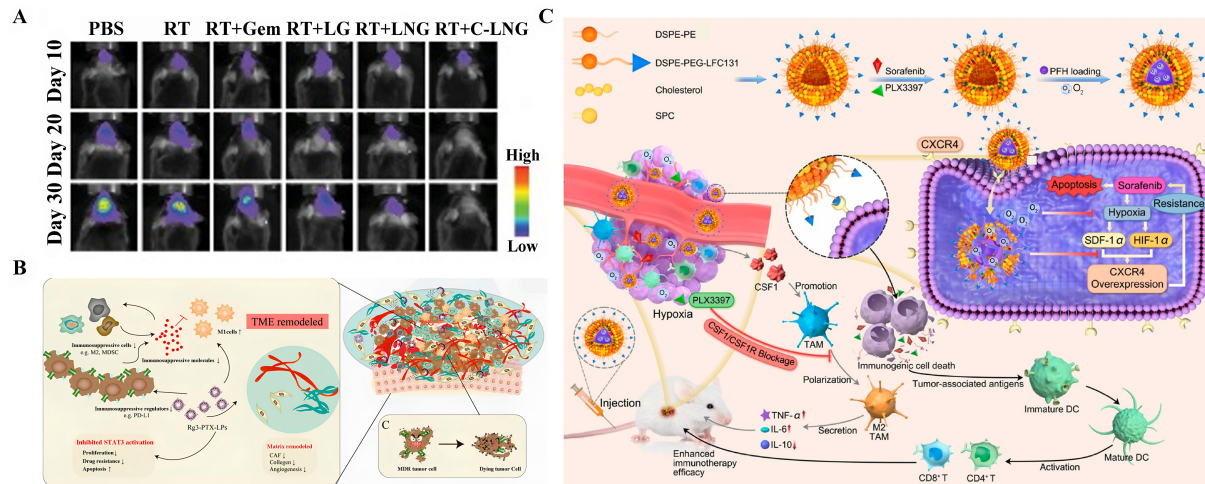 A
PBS RT RT+Gem RT+LG RT+LNG RT+C-LNG
Day 10
Day 20
Day 30
High
Low
B
TME remodeled
M1cells ↑
Immunosuppressive cells ↓
e.g. M2, MDSC
Immunosuppressive molecules ↓
Immunosuppressive regulators ↓
e.g. PD-L1
Rg3-PTX-LPs
Inhibited STAT3 activation
Proliferation ↓
Drug resistance ↓
Apoptosis ↑
Matrix remodeled
CAF ↓
Collagen ↓
Angiogenesis ↓
C
MDR tumor cell
Dying tumor Cell
C
DSPE-PE
DSPE-PEG-LFC131
Cholesterol
SPC
Sorafenib
PLX3397
PFH loading
O2
CXCR4
Apoptosis
Sorafenib
Hypoxia
Resistance
SDF-1α
HIF-1α
CXCR4
Overexpression
O2
CSF1
PLX3397
Hypoxia
Promotion
TAM
CSF1/CSF1R Blockage
Immunogenic cell death
Polarization
Tumor-associated antigens
Immature DC
Injection
M2
TAM
TNF-α↑
IL-6↑
IL-10↓
Secretion
Mature DC
Enhanced
immunotherapy
efficacy
Activation
CD8+ T
CD4+ T